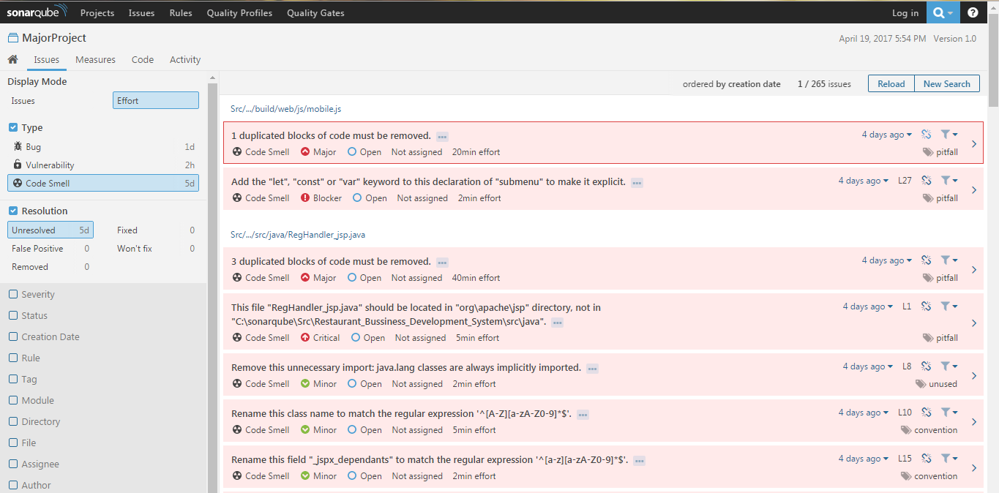 sonarqube Projects Issues Rules Quality Profiles Quality Gates Log in ?
MajorProject April 19, 2017 5:54 PM Version 1.0
Issues Measures Code Activity
Display Mode
Issues Effort
Type
Bug 1d
Vulnerability 2h
Code Smell 5d
Resolution
Unresolved 5d Fixed 0
False Positive 0 Won't fix 0
Removed 0
Severity
Status
Creation Date
Rule
Tag
Module
Directory
File
Assignee
Author
ordered by creation date 1 / 265 issues Reload New Search
Src/.../build/web/js/mobile.js
1 duplicated blocks of code must be removed. ... 4 days ago
Code Smell Major Open Not assigned 20min effort pitfall
Add the "let", "const" or "var" keyword to this declaration of "submenu" to make it explicit. ... 4 days ago L27
Code Smell Blocker Open Not assigned 2min effort pitfall
Src/.../src/java/RegHandler_jsp.java
3 duplicated blocks of code must be removed. ... 4 days ago
Code Smell Major Open Not assigned 40min effort pitfall
This file "RegHandler_jsp.java" should be located in "org\apache\jsp" directory, not in 4 days ago L1
"C:\sonarqube\Src\Restaurant_Bussiness_Development_System\src\java". ...
Code Smell Critical Open Not assigned 5min effort pitfall
Remove this unnecessary import: java.lang classes are always implicitly imported. ... 4 days ago L8
Code Smell Minor Open Not assigned 2min effort unused
Rename this class name to match the regular expression '^[A-Z][a-zA-Z0-9]*$'. ... 4 days ago L10
Code Smell Minor Open Not assigned 5min effort convention
Rename this field "_jspx_dependants" to match the regular expression '^[a-z][a-zA-Z0-9]*$'. ... 4 days ago L15
Code Smell Minor Open Not assigned 2min effort convention